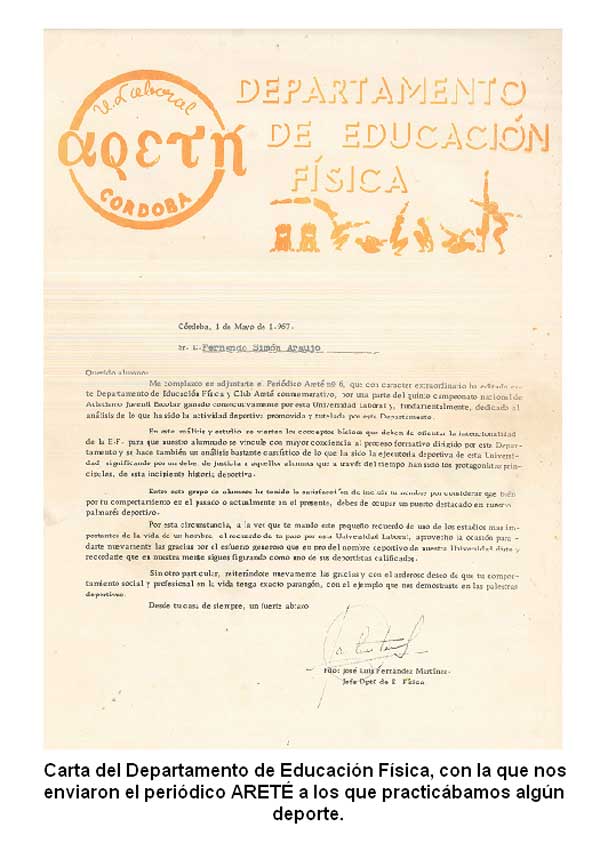 U. Laboral
αρετή
CORDOBA
DEPARTAMENTO
DE EDUCACIÓN
FÍSICA
Córdoba, 1 de Mayo de 1.967.
Sr. D. Fernando Simón Araujo
Querido alumno:
Me complazco en adjuntarte el Periódico Areté nº 6, que con caracter extraordinario ha editado es-
te Departamento de Educación Física y Club Areté conmemorativo, por una parte del quinto campeonato nacional de
Atletismo Juvenil Escolar ganado consecutivamente por esta Universidad Laboral y, fundamentalmente, dedicado al
análisis de lo que ha sido la actividad deportiva promovida y tutelada por este Departamento.
En este análisis y estudio se vierten los conceptos básicos que deben de orientar la intencionalidad
de la E.F. para que nuestro alumnado se vincule con mayor conciencia al proceso formativo dirigido por este Depar-
tamento y se hace también un análisis bastante casuístico de lo que ha sido la ejecutoria deportiva de esta Universi-
dad significando por un deber de justicia a aquellos alumnos que a través del tiempo han sido los protagonistas prin-
cipales, de esta incipiente historia deportiva.
Entre este grupo de alumnos he tenido la satisfacción de incluir tu nombre por considerar que bien
por tu comportamiento en el pasado o actualmente en el presente, debes de ocupar un puesto destacado en nuestro
palmarés deportivo.
Por esta circunstancia, a la vez que te mando este pequeño recuerdo de uno de los estadios mas im-
portantes de la vida de un hombre, el recuerdo de tu paso por esta Universidad Laboral, aprovecho la ocasión para
darte nuevamente las gracias por el esfuerzo generoso que en pro del nombre deportivo de nuestra Universidad diste y
recordarte que en nuestra mente sigues figurando como uno de sus deportistas calificados.
Sin otro particular, reiterándote nuevamente las gracias y con el ardoroso deseo de que tu compor-
tamiento social y profesional en la vida tenga exacto parangón, con el ejemplo que nos demostraste en las palestras
deportivas.
Desde tu casa de siempre, un fuerte abrazo
Fdo: José Luis Fernández Martínez-
Jefe Dptº de E. Física
Carta del Departamento de Educación Física, con la que nos
enviaron el periódico ARETÉ a los que practicábamos algún
deporte.